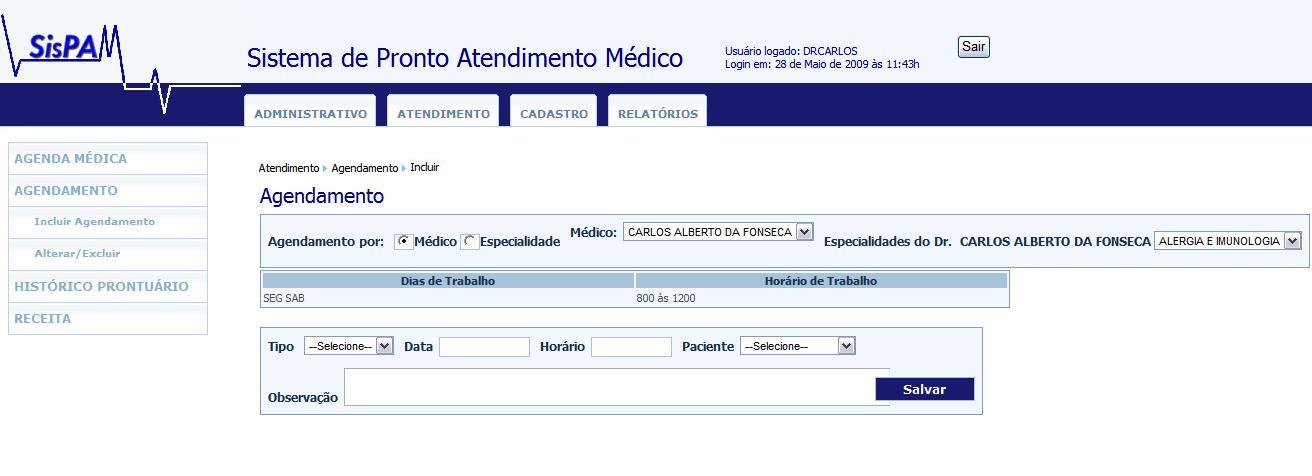 SisPA
Sistema de Pronto Atendimento Médico
Usuário logado: DRCARLOS
Login em: 28 de Maio de 2009 às 11:43h
Sair
ADMINISTRATIVO ATENDIMENTO CADASTRO RELATÓRIOS
AGENDA MÉDICA
AGENDAMENTO
Incluir Agendamento
Alterar/Excluir
HISTÓRICO PRONTUÁRIO
RECEITA
Atendimento Agendamento Incluir
Agendamento
Agendamento por: Médico Especialidade Médico: CARLOS ALBERTO DA FONSECA Especialidades do Dr. CARLOS ALBERTO DA FONSECA ALERGIA E IMUNOLOGIA
Dias de Trabalho Horário de Trabalho
SEG SAB 800 às 1200
Tipo --Selecione-- Data Horário Paciente --Selecione--
Observação Salvar